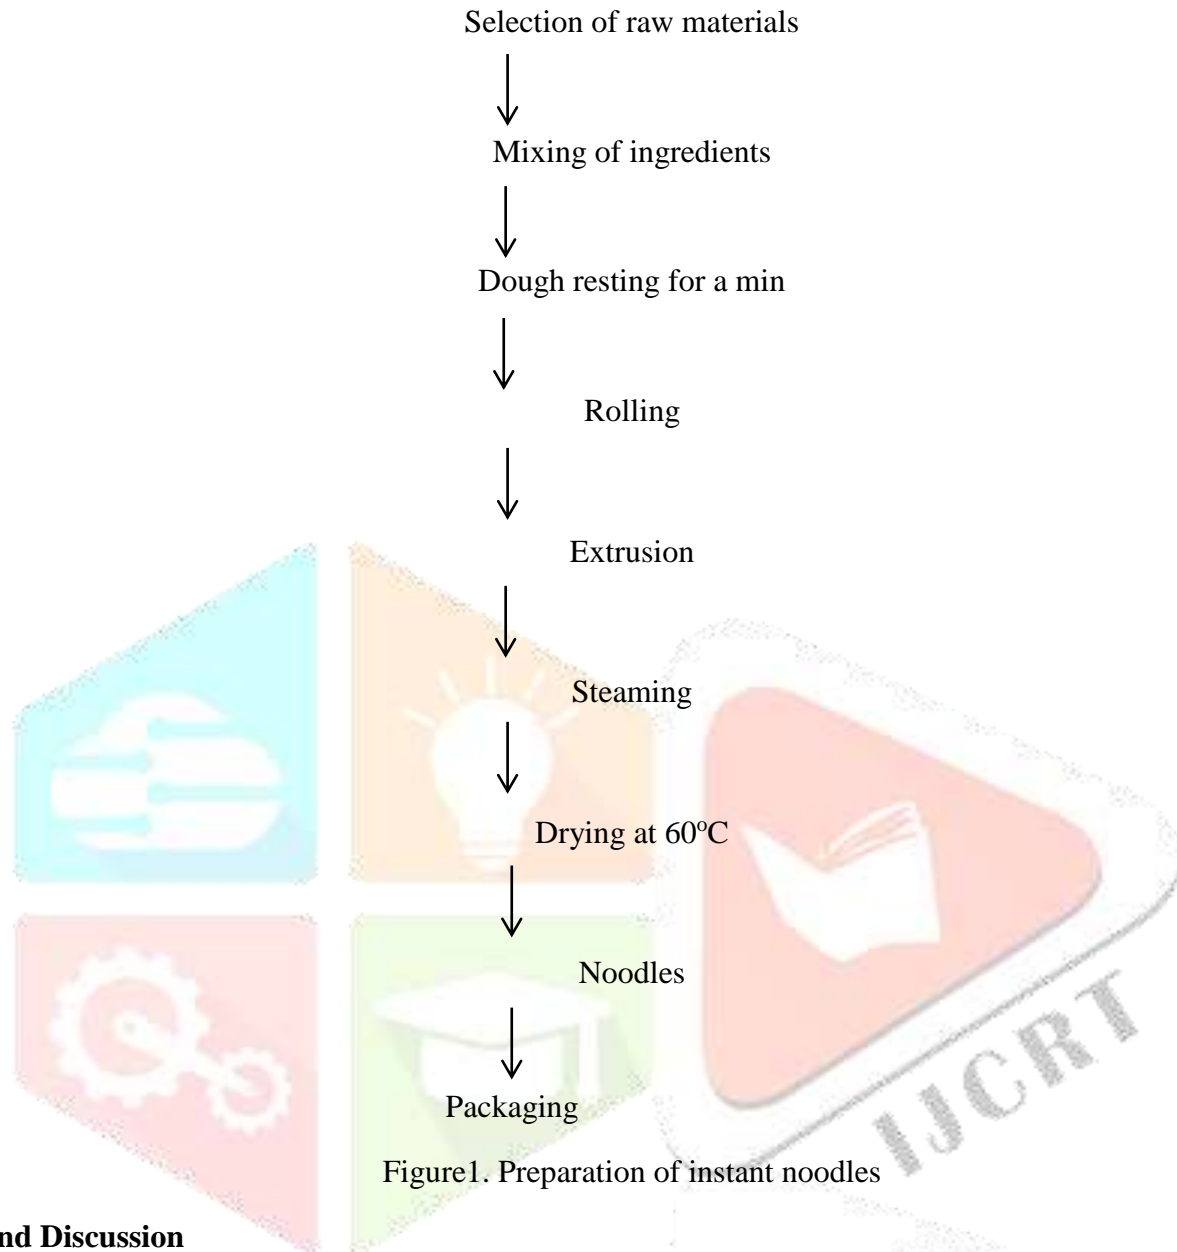 Selection of raw materials
Mixing of ingredients
Dough resting for a min
Rolling
Extrusion
Steaming
Drying at 60ºC
Noodles
Packaging
IJCRT
Figure1. Preparation of instant noodles
nd Discussion